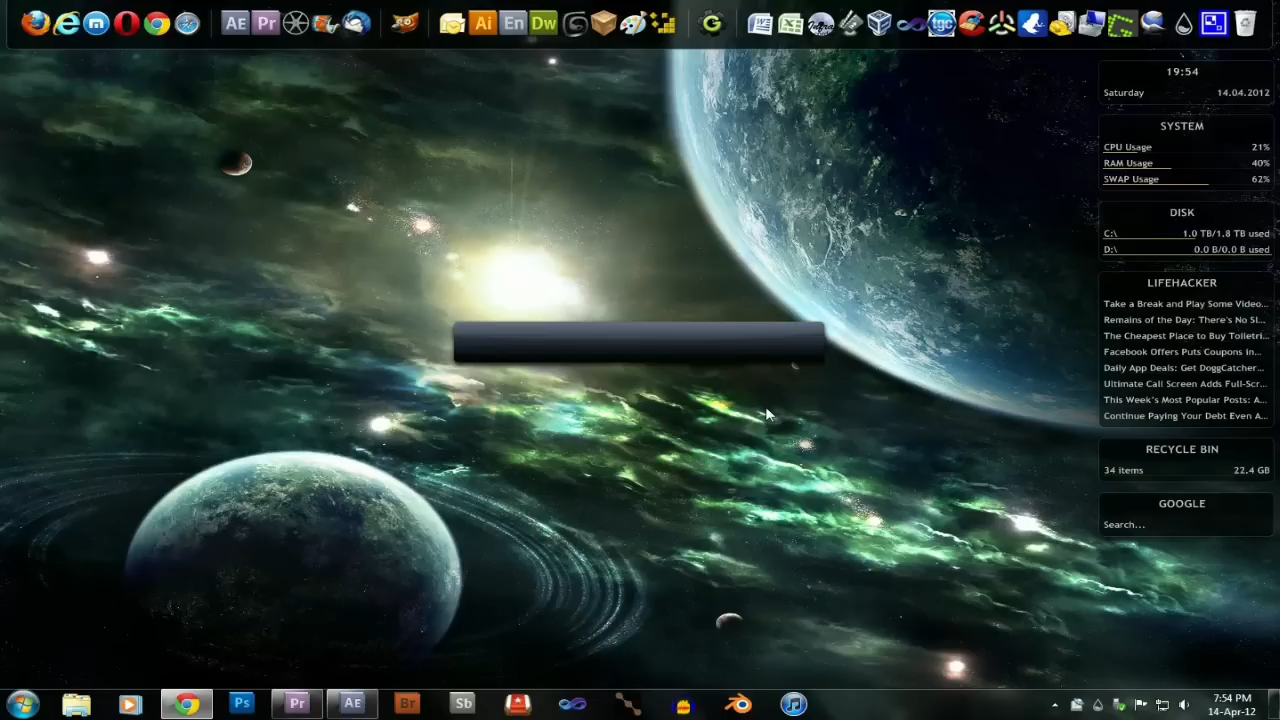 AE Pr Ai En Dw G tgc
19:54
Saturday 14.04.2012
SYSTEM
CPU Usage 21%
RAM Usage 40%
SWAP Usage 62%
DISK
C:\ 1.0 TB/1.8 TB used
D:\ 0.0 B/0.0 B used
LIFEHACKER
Take a Break and Play Some Video...
Remains of the Day: There's No Sl...
The Cheapest Place to Buy Toiletri...
Facebook Offers Puts Coupons in...
Daily App Deals: Get DoggCatcher...
Ultimate Call Screen Adds Full-Scr...
This Week's Most Popular Posts: A...
Continue Paying Your Debt Even A...
RECYCLE BIN
34 items 22.4 GB
GOOGLE
Search...
Ps Pr AE Br Sb
7:54 PM
14-Apr-12